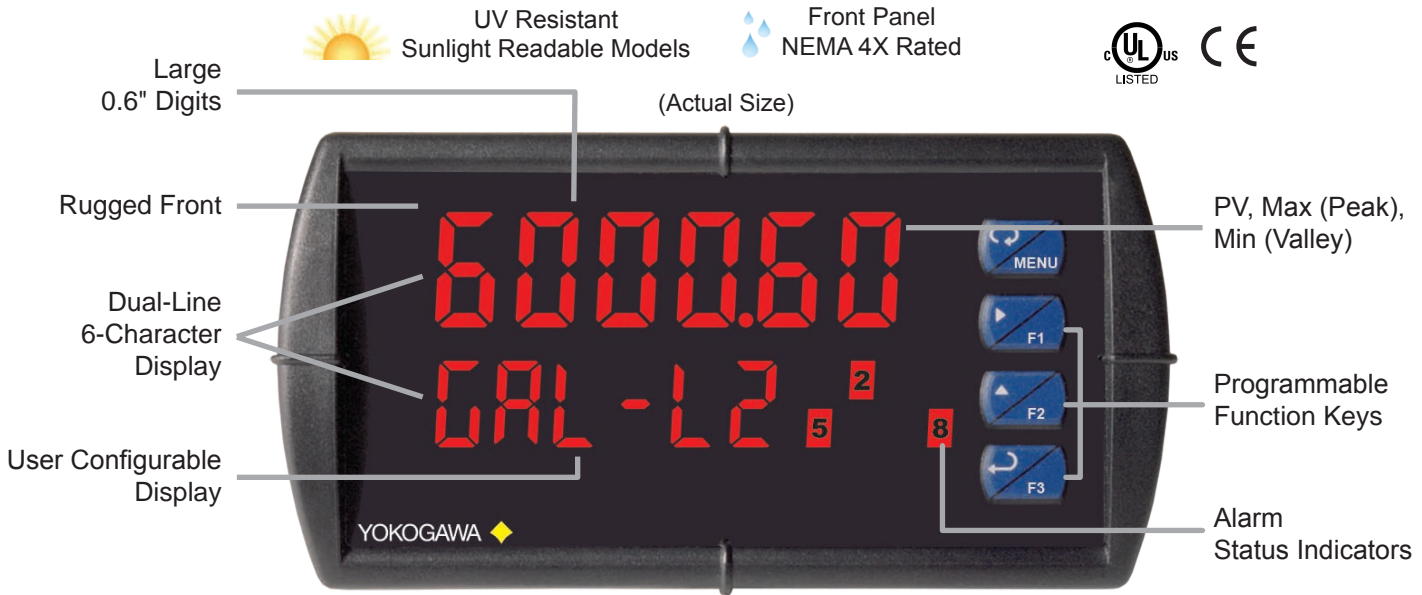 UV Resistant
Sunlight Readable Models
Front Panel
NEMA 4X Rated
C UL US
®
LISTED
CE
Large
0.6" Digits
(Actual Size)
Rugged Front
6000.60
PV, Max (Peak),
Min (Valley)
MENU
F1
Dual-Line
6-Character
Display
GAL -L2
2
5
8
F2
Programmable
Function Keys
User Configurable
Display
F3
YOKOGAWA
Alarm
Status Indicators